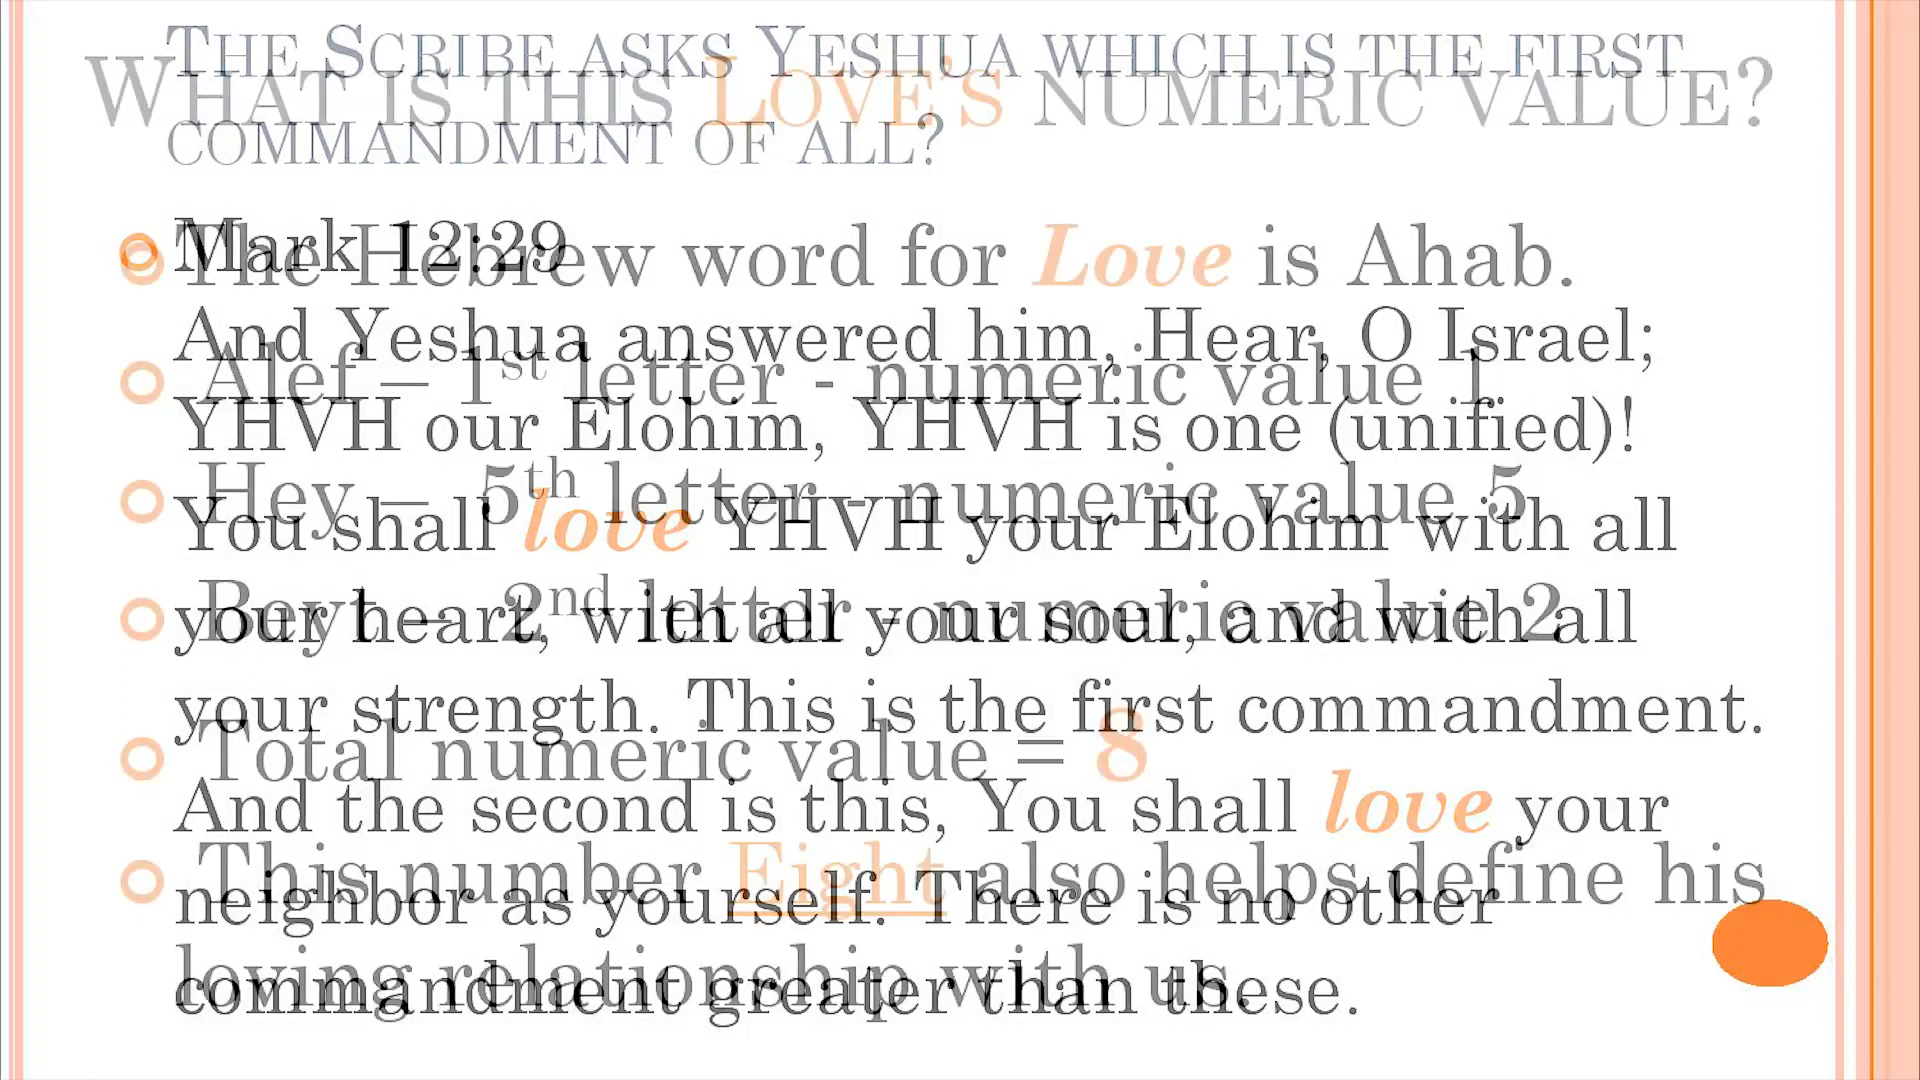 THE SCRIBE ASKS YESHUA WHICH IS THE FIRST
COMMANDMENT OF ALL?
Mark 12:29
And Yeshua answered him, Hear, O Israel;
YHVH our Elohim, YHVH is one (unified)!
You shall love YHVH your Elohim with all
your heart, with all your soul, and with all
your strength. This is the first commandment.
And the second is this, You shall love your
neighbor as yourself. There is no other
commandment greater than these.
WHAT IS THIS LOVE'S NUMERIC VALUE?
The Hebrew word for Love is Ahab.
Alef – 1st letter - numeric value 1
Hey – 5th letter - numeric value 5
Beyt – 2nd letter - numeric value 2
Total numeric value = 8
This number Eight also helps define his
loving relationship with us.